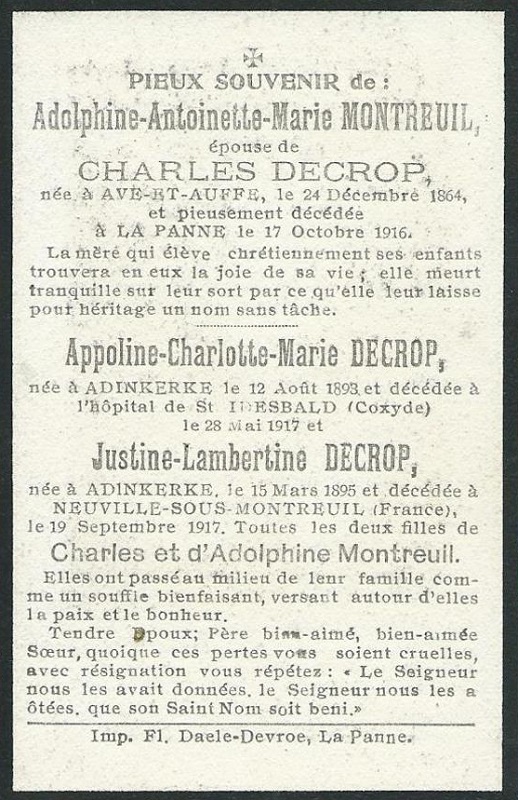 PIEUX SOUVENIR de :
Adolphine-Antoinette-Marie MONTREUIL,
épouse de
CHARLES DECROP,
née à AVE-ET-AUFFE, le 24 Décembre 1864,
et pieusement décédée
à LA PANNE le 17 Octobre 1916.
La mère qui élève chrétiennement ses enfants
trouvera en eux la joie de sa vie ; elle meurt
tranquille sur leur sort par ce qu'elle leur laisse
pour héritage un nom sans tâche.
Appoline-Charlotte-Marie DECROP,
née à ADINKERKE le 12 Août 1893 et décédée à
l'hôpital de St IDESBALD (Coxyde)
le 28 Mai 1917 et
Justine-Lambertine DECROP,
née à ADINKERKE, le 15 Mars 1895 et décédée à
NEUVILLE-SOUS-MONTREUIL (France),
le 19 Septembre 1917. Toutes les deux filles de
Charles et d'Adolphine Montreuil.
Elles ont passé au milieu de leur famille com-
me un souffle bienfaisant, versant autour d'elles
la paix et le bonheur.
Tendre Epoux; Père bien-aimé, bien-aimée
Sœur, quoique ces pertes vous soient cruelles,
avec résignation vous répétez : « Le Seigneur
nous les avait données, le Seigneur nous les a
ôtées, que son Saint Nom soit beni.»
Imp. Fl. Daele-Devroe, La Panne.